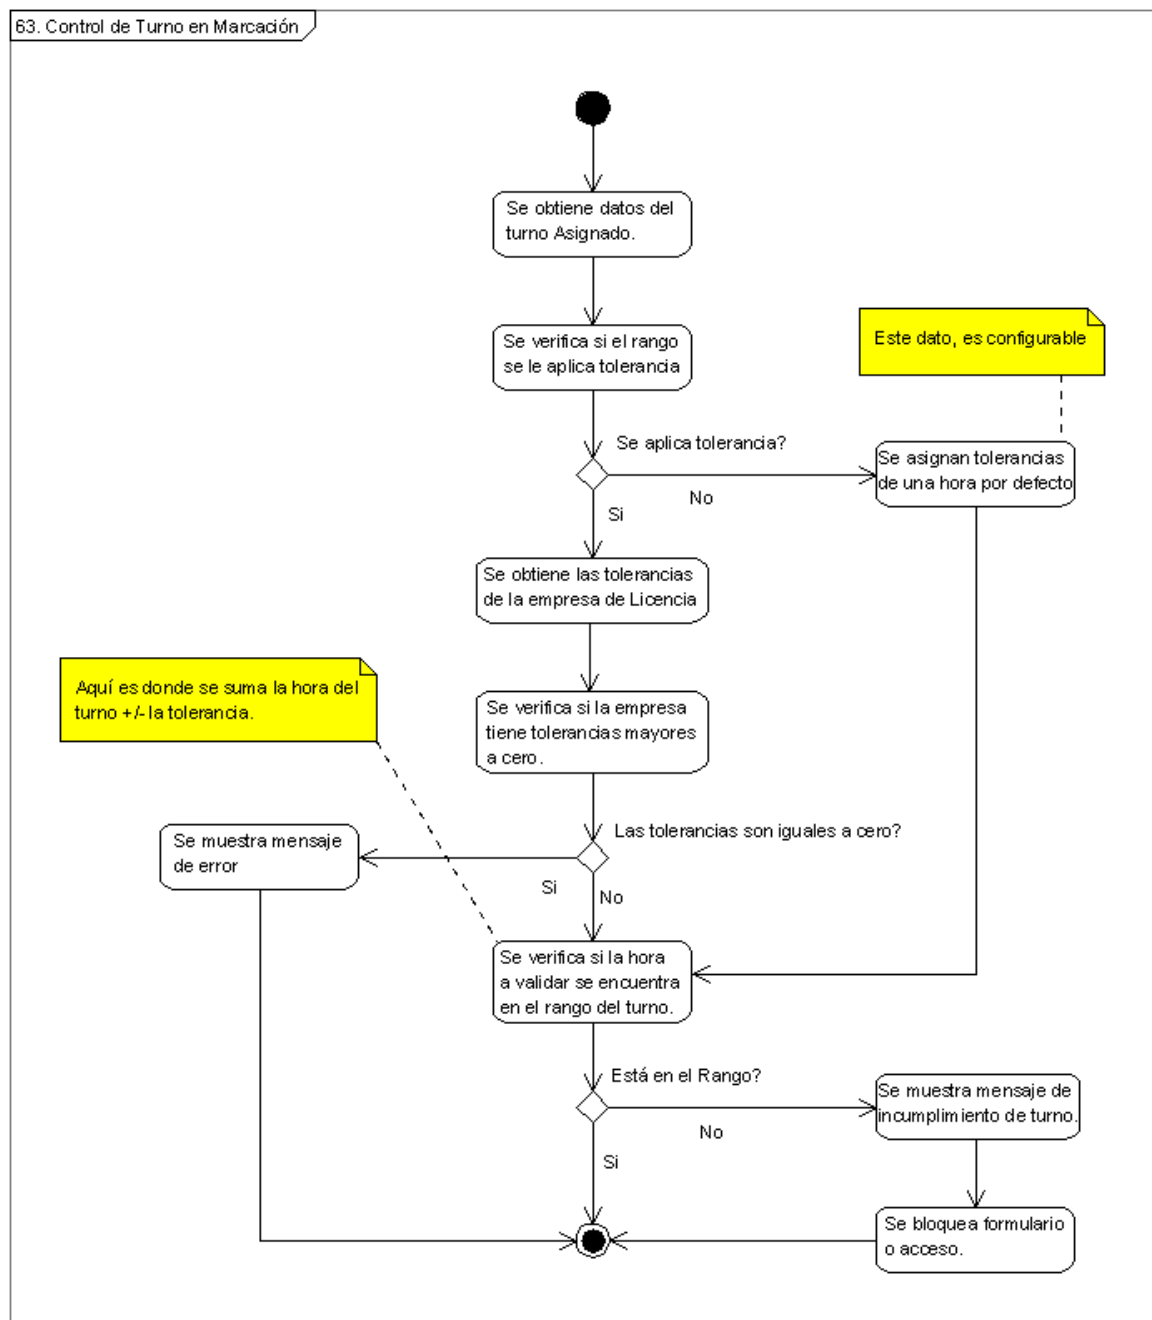 63. Control de Turno en Marcación
Se obtiene datos del
turno Asignado.
Se verifica si el rango
se le aplica tolerancia
Este dato, es configurable
Se aplica tolerancia?
No
Si
Se asignan tolerancias
de una hora por defecto
Se obtiene las tolerancias
de la empresa de Licencia
Aquí es donde se suma la hora del
turno +/- la tolerancia.
Se verifica si la empresa
tiene tolerancias mayores
a cero.
Las tolerancias son iguales a cero?
Si
No
Se muestra mensaje
de error
Se verifica si la hora
a validar se encuentra
en el rango del turno.
Está en el Rango?
No
Si
Se muestra mensaje de
incumplimiento de turno.
Se bloquea formulario
o acceso.